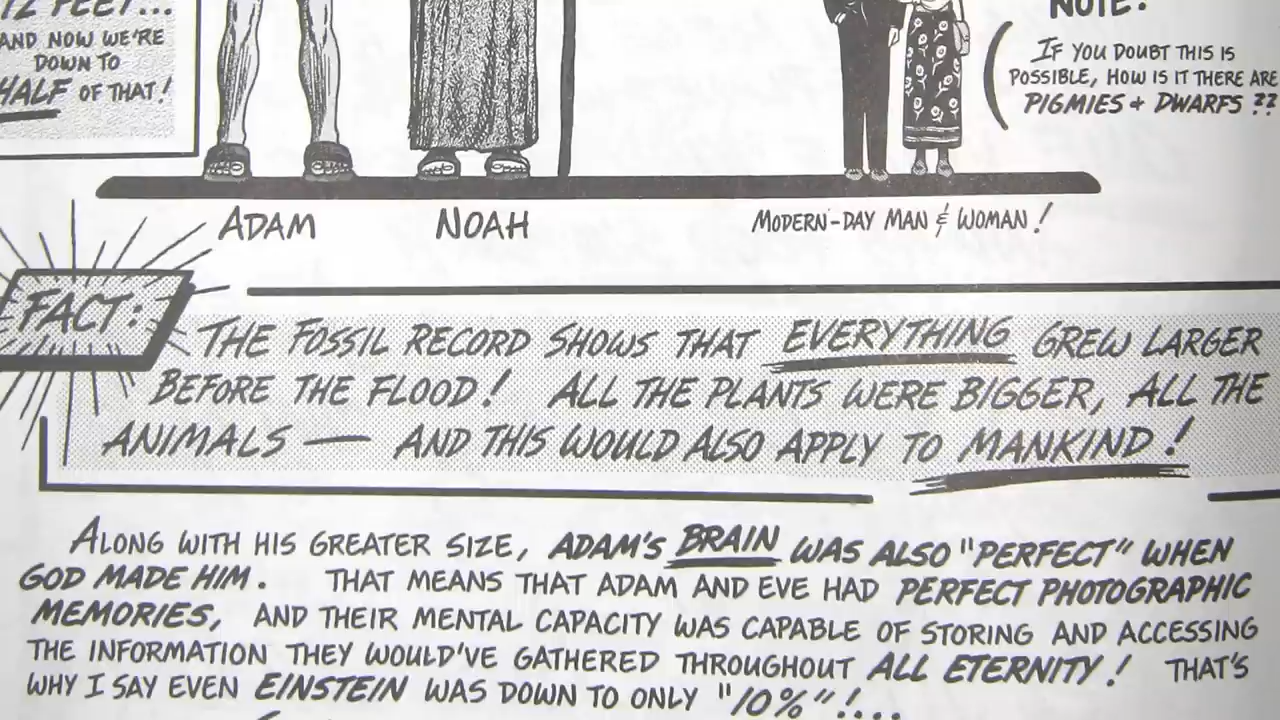 12 FEET...
AND NOW WE'RE
DOWN TO
HALF OF THAT!
NOTE:
IF YOU DOUBT THIS IS
POSSIBLE, HOW IS IT THERE ARE
PIGMIES & DWARFS ??
ADAM
NOAH
MODERN-DAY MAN & WOMAN!
FACT:
THE FOSSIL RECORD SHOWS THAT EVERYTHING GREW LARGER
BEFORE THE FLOOD! ALL THE PLANTS WERE BIGGER, ALL THE
ANIMALS — AND THIS WOULD ALSO APPLY TO MANKIND!
ALONG WITH HIS GREATER SIZE, ADAM'S BRAIN WAS ALSO "PERFECT" WHEN
GOD MADE HIM. THAT MEANS THAT ADAM AND EVE HAD PERFECT PHOTOGRAPHIC
MEMORIES, AND THEIR MENTAL CAPACITY WAS CAPABLE OF STORING AND ACCESSING
THE INFORMATION THEY WOULD'VE GATHERED THROUGHOUT ALL ETERNITY! THAT'S
WHY I SAY EVEN EINSTEIN WAS DOWN TO ONLY "10%"!...